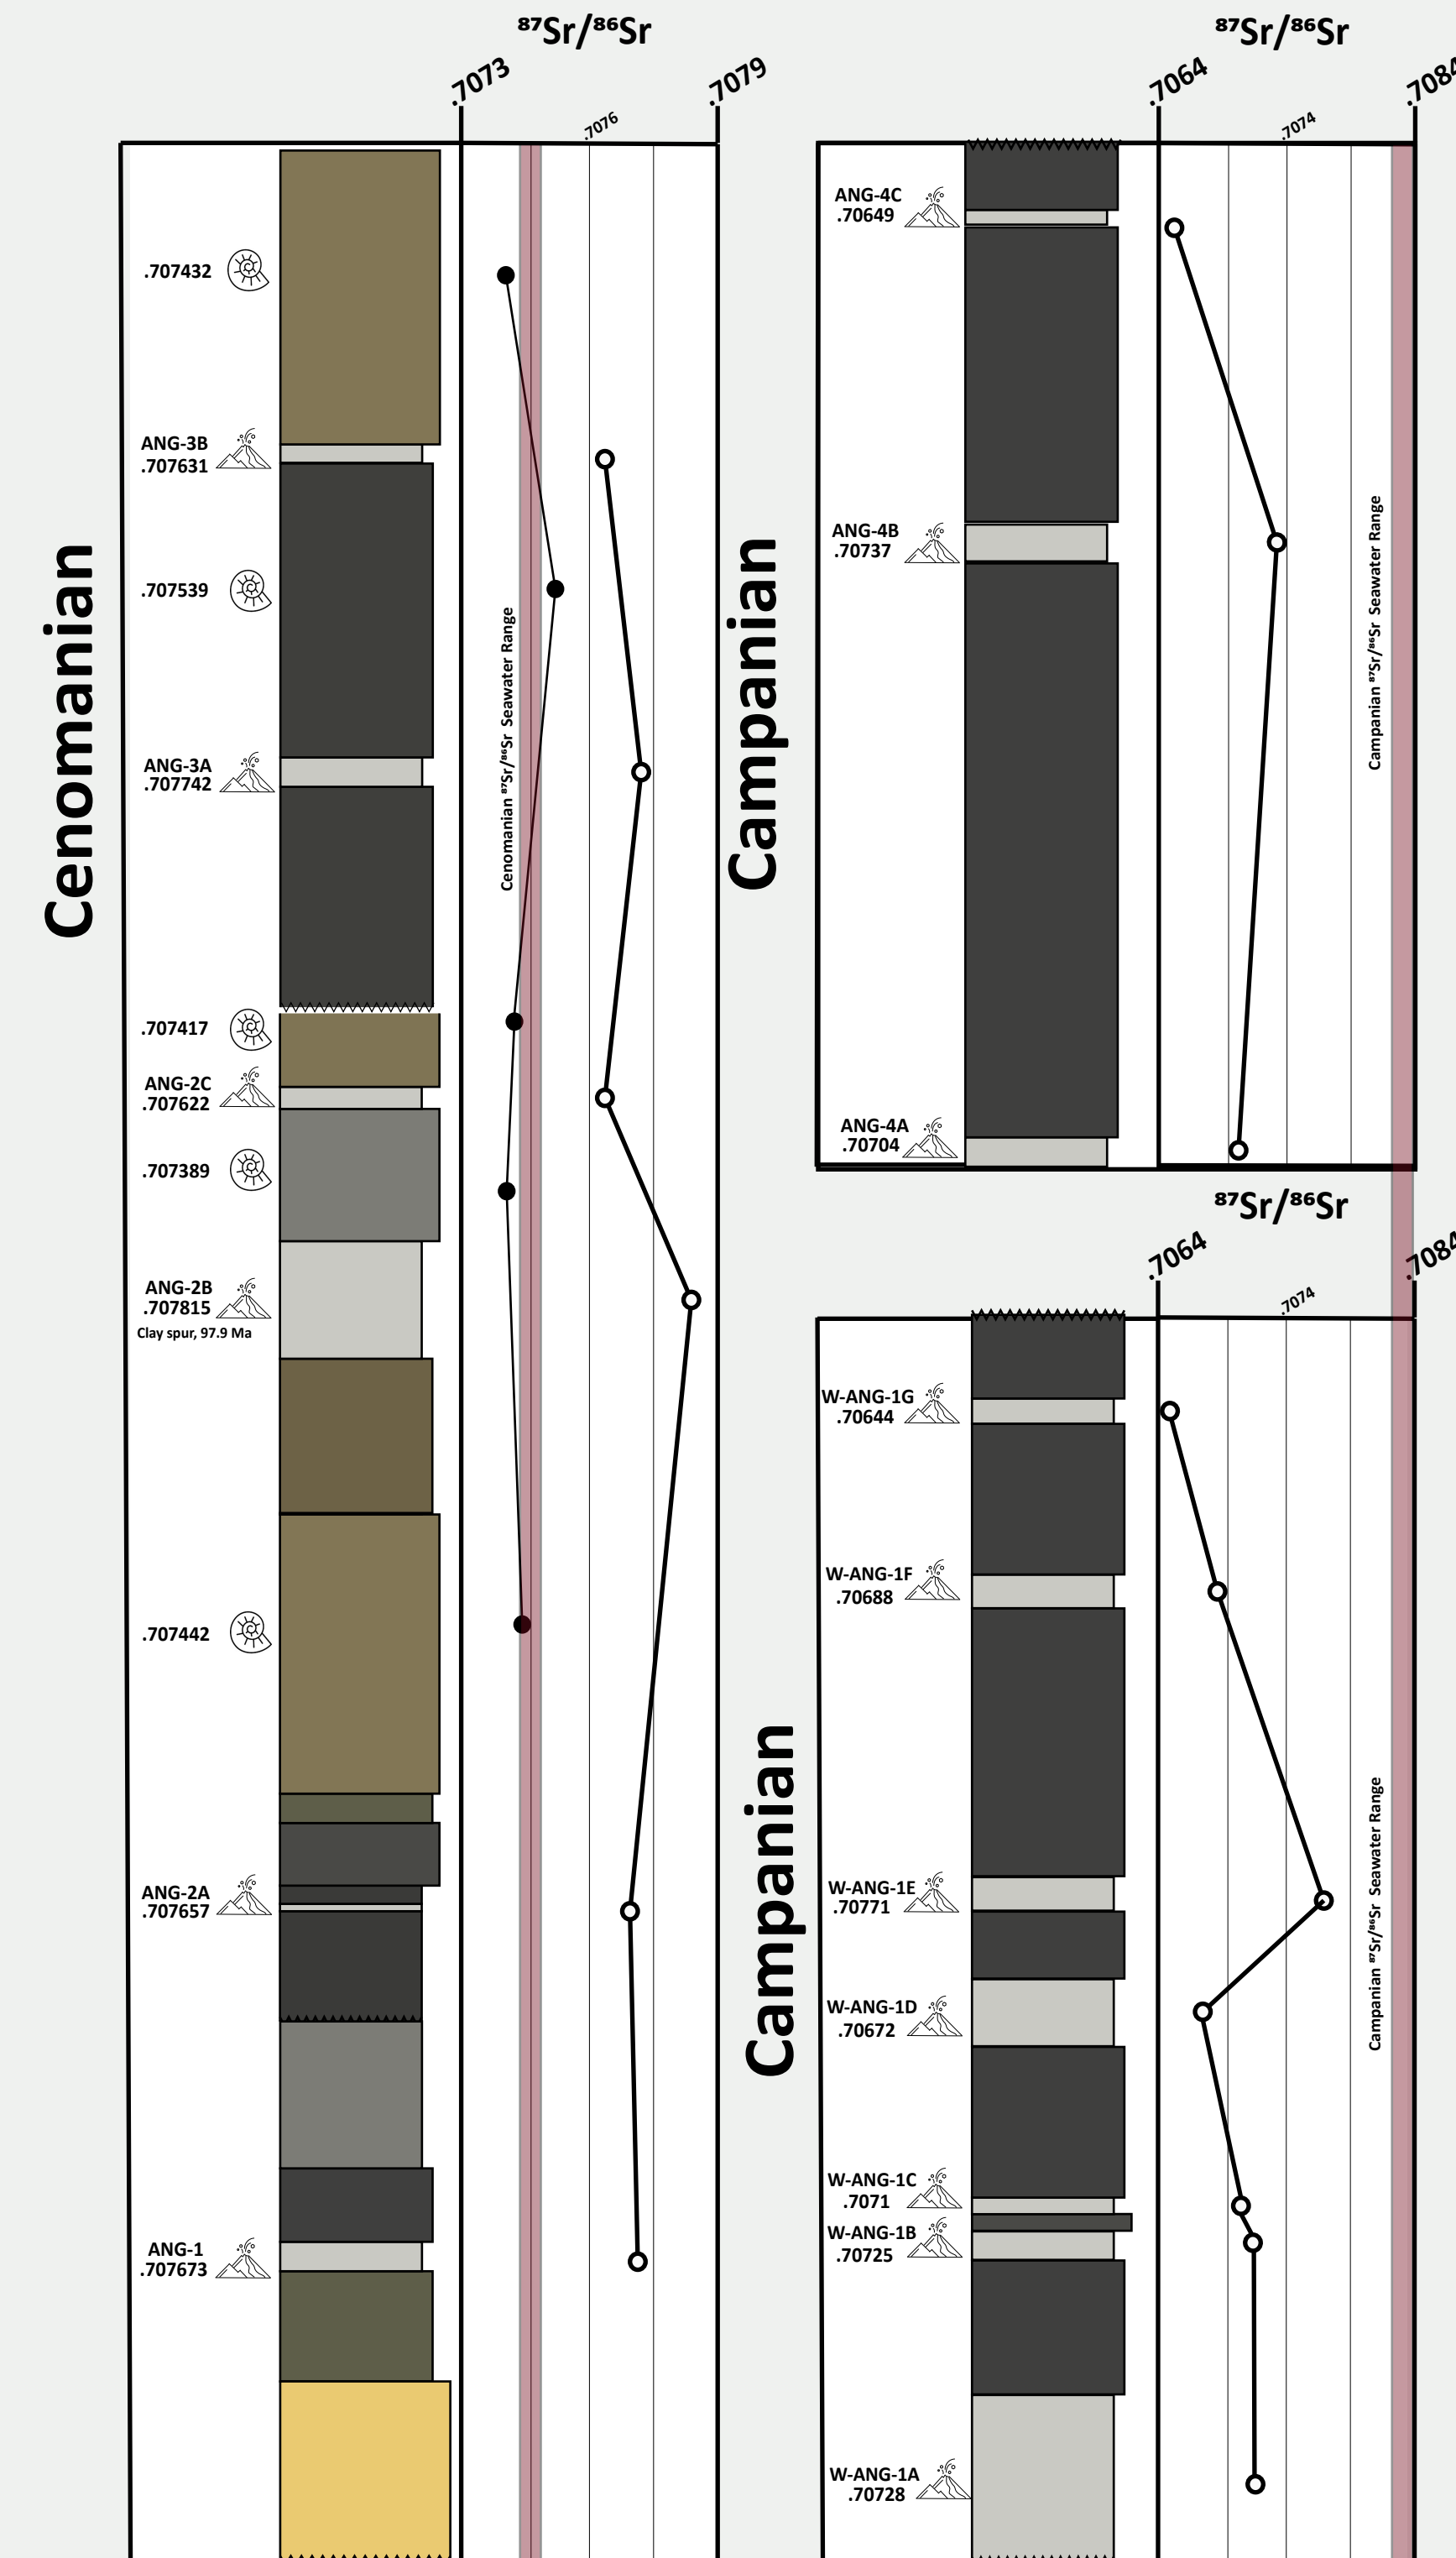 ⁸⁷Sr/⁸⁶Sr
.7073
.7076
.7079
Cenomanian
.707432
ANG-3B
.707631
.707539
ANG-3A
.707742
.707417
ANG-2C
.707622
.707389
ANG-2B
.707815
Clay spur, 97.9 Ma
.707442
ANG-2A
.707657
ANG-1
.707673
Cenomanian ⁸⁷Sr/⁸⁶Sr Seawater Range
⁸⁷Sr/⁸⁶Sr
.7064
.7074
.7084
Campanian
ANG-4C
.70649
ANG-4B
.70737
ANG-4A
.70704
Campanian ⁸⁷Sr/⁸⁶Sr Seawater Range
⁸⁷Sr/⁸⁶Sr
.7064
.7074
.7084
Campanian
W-ANG-1G
.70644
W-ANG-1F
.70688
W-ANG-1E
.70771
W-ANG-1D
.70672
W-ANG-1C
.7071
W-ANG-1B
.70725
W-ANG-1A
.70728
Campanian ⁸⁷Sr/⁸⁶Sr Seawater Range